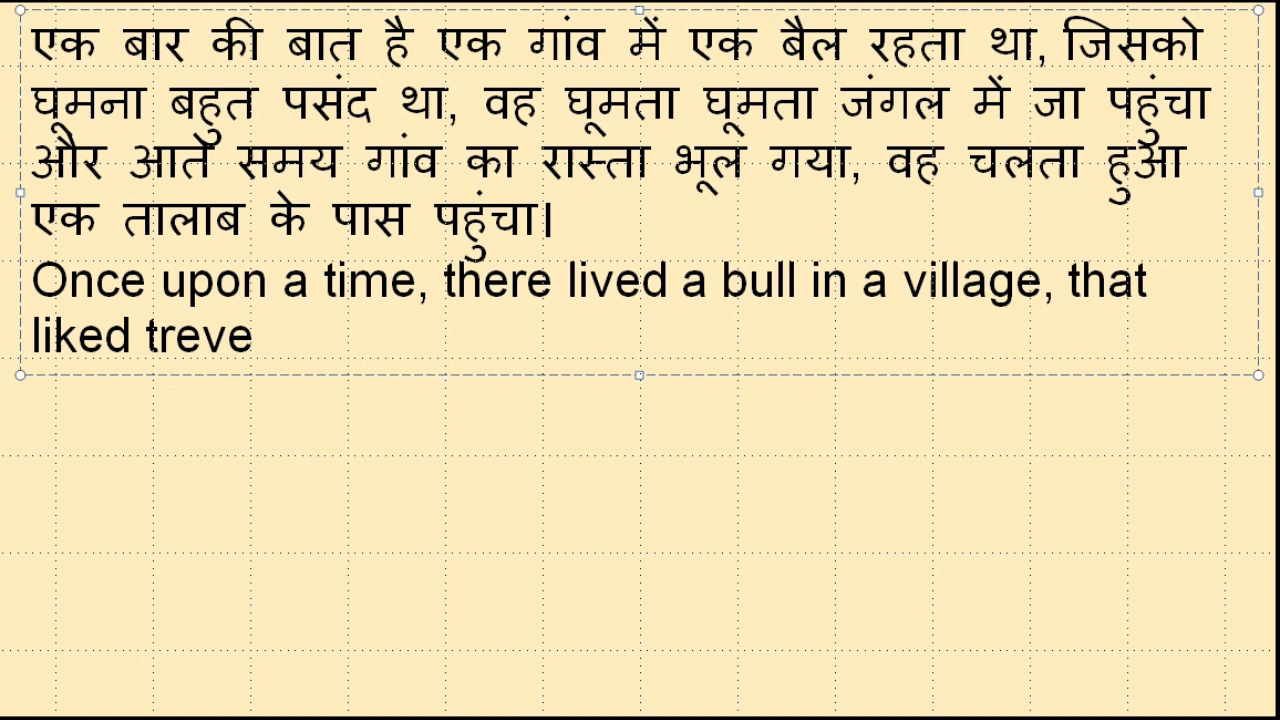 एक बार की बात है एक गांव में एक बैल रहता था, जिसको
घूमना बहुत पसंद था, वह घूमता घूमता जंगल में जा पहुंचा
और आते समय गांव का रास्ता भूल गया, वह चलता हुआ
एक तालाब के पास पहुंचा।
Once upon a time, there lived a bull in a village, that
liked treve